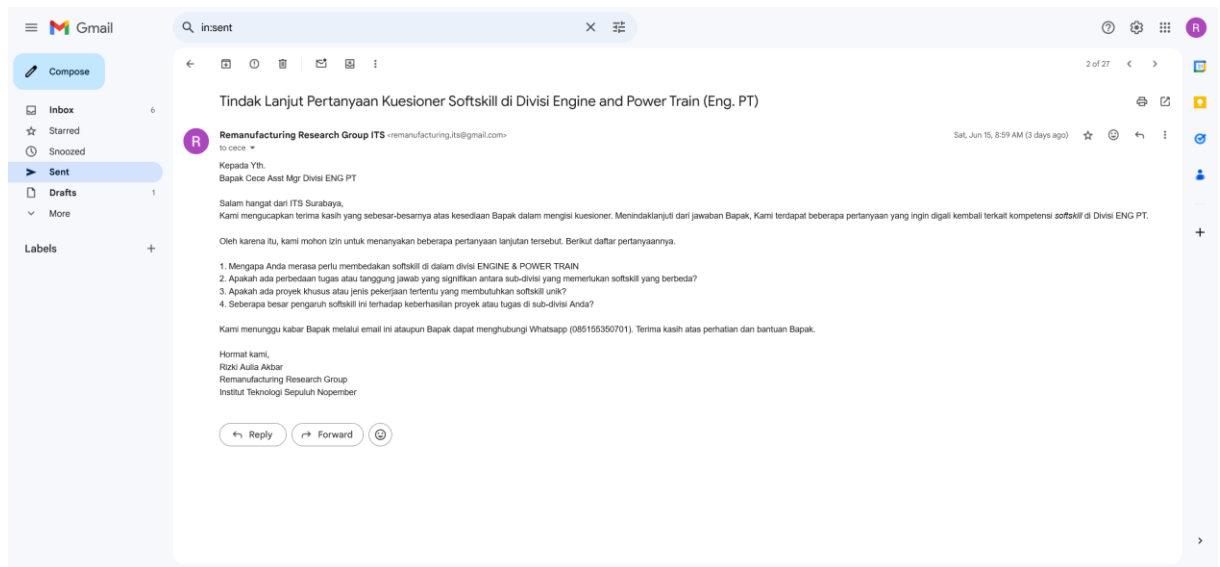 Gmail
in:sent
R
Compose
2 of 27
Inbox 6
Starred
Snoozed
Sent
Drafts 1
More
Labels
Tindak Lanjut Pertanyaan Kuesioner Softskill di Divisi Engine and Power Train (Eng. PT)
R
Remanufacturing Research Group ITS <remanufacturing.its@gmail.com>
Sat, Jun 15, 8:59 AM (3 days ago)
to cece
Kepada Yth.
Bapak Cece Asst Mgr Divisi ENG PT
Salam hangat dari ITS Surabaya,
Kami mengucapkan terima kasih yang sebesar-besarnya atas kesediaan Bapak dalam mengisi kuesioner. Menindaklanjuti dari jawaban Bapak, Kami terdapat beberapa pertanyaan yang ingin digali kembali terkait kompetensi softskill di Divisi ENG PT.
Oleh karena itu, kami mohon izin untuk menanyakan beberapa pertanyaan lanjutan tersebut. Berikut daftar pertanyaannya.
1. Mengapa Anda merasa perlu membedakan softskill di dalam divisi ENGINE & POWER TRAIN
2. Apakah ada perbedaan tugas atau tanggung jawab yang signifikan antara sub-divisi yang memerlukan softskill yang berbeda?
3. Apakah ada proyek khusus atau jenis pekerjaan tertentu yang membutuhkan softskill unik?
4. Seberapa besar pengaruh softskill ini terhadap keberhasilan proyek atau tugas di sub-divisi Anda?
Kami menunggu kabar Bapak melalui email ini ataupun Bapak dapat menghubungi Whatsapp (085155350701). Terima kasih atas perhatian dan bantuan Bapak.
Hormat kami,
Rizki Aulia Akbar
Remanufacturing Research Group
Institut Teknologi Sepuluh Nopember
Reply
Forward